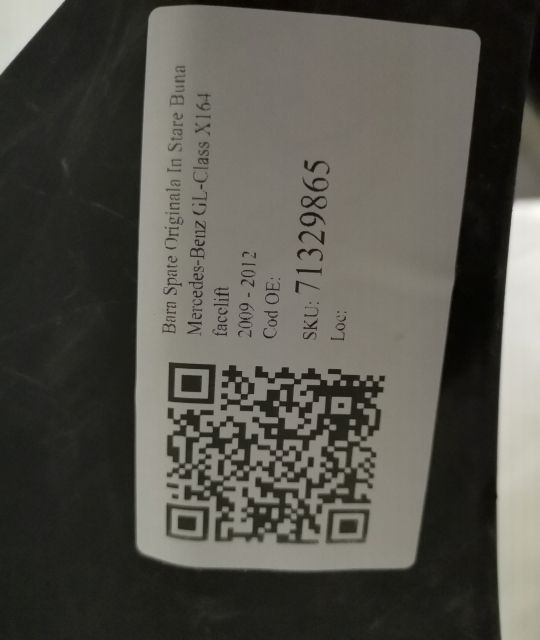 Bara Spate Originala In Stare Buna
Mercedes-Benz GL-Class X164
facelift
2009 - 2012
Cod OE:
SKU: 71329865
Loc: